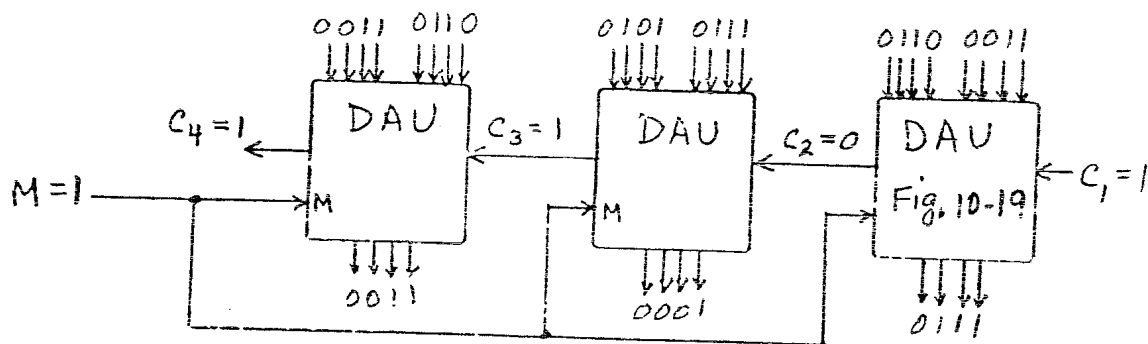 0011 0110 0101 0111 0110 0011
C4=1 DAU C3=1 DAU C2=0 DAU C1=1
M=1 M M Fig. 10-19
0011 0001 0111